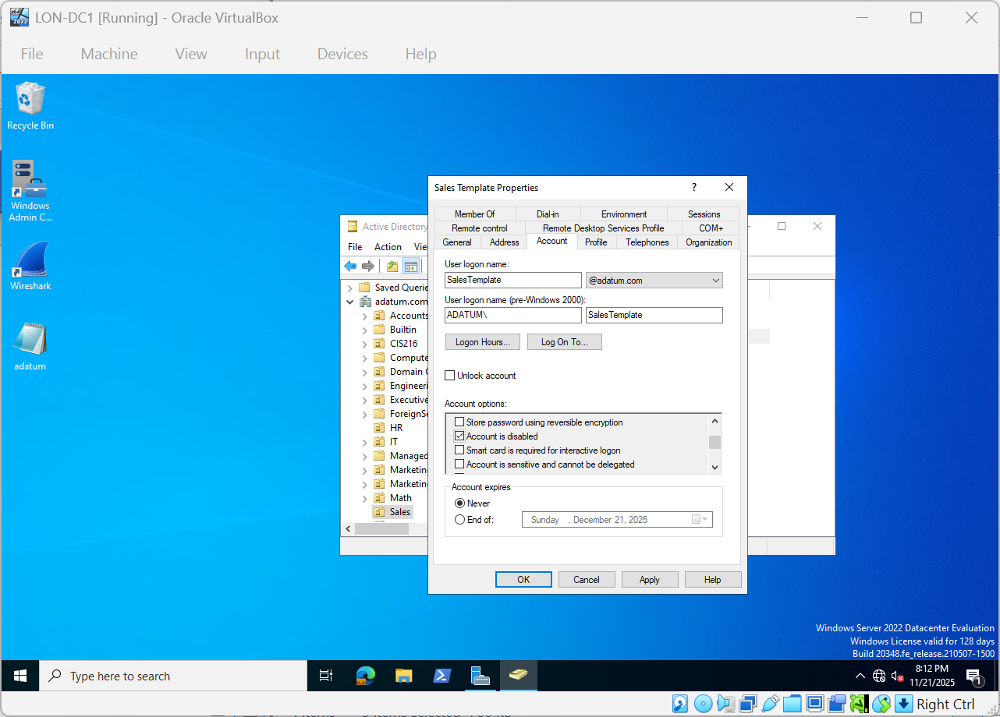 LON-DC1 [Running] - Oracle VirtualBox
File Machine View Input Devices Help
Recycle Bin
Windows
Admin C...
Wireshark
adatum
Active Directory
File Action
Saved Querie
adatum.com
Accounts
Builtin
CIS216
Compute
Domain
Engineeri
Executive
ForeignSe
HR
IT
Managed
Marketin
Marketin
Math
Sales
Sales Template Properties
?
Member Of Dial-in Environment Sessions
Remote control Remote Desktop Services Profile COM+
General Address Account Profile Telephones Organization
User logon name:
SalesTemplate @adatum.com
User logon name (pre-Windows 2000):
ADATUM\ SalesTemplate
Logon Hours... Log On To...
Unlock account
Account options:
Store password using reversible encryption
Account is disabled
Smart card is required for interactive logon
Account is sensitive and cannot be delegated
Account expires
Never
End of: Sunday , December 21, 2025
OK Cancel Apply Help
Windows Server 2022 Datacenter Evaluation
Windows License valid for 128 days
Build 20348.fe_release.210507-1500
Type here to search
8:12 PM
11/21/2025
1
Right Ctrl